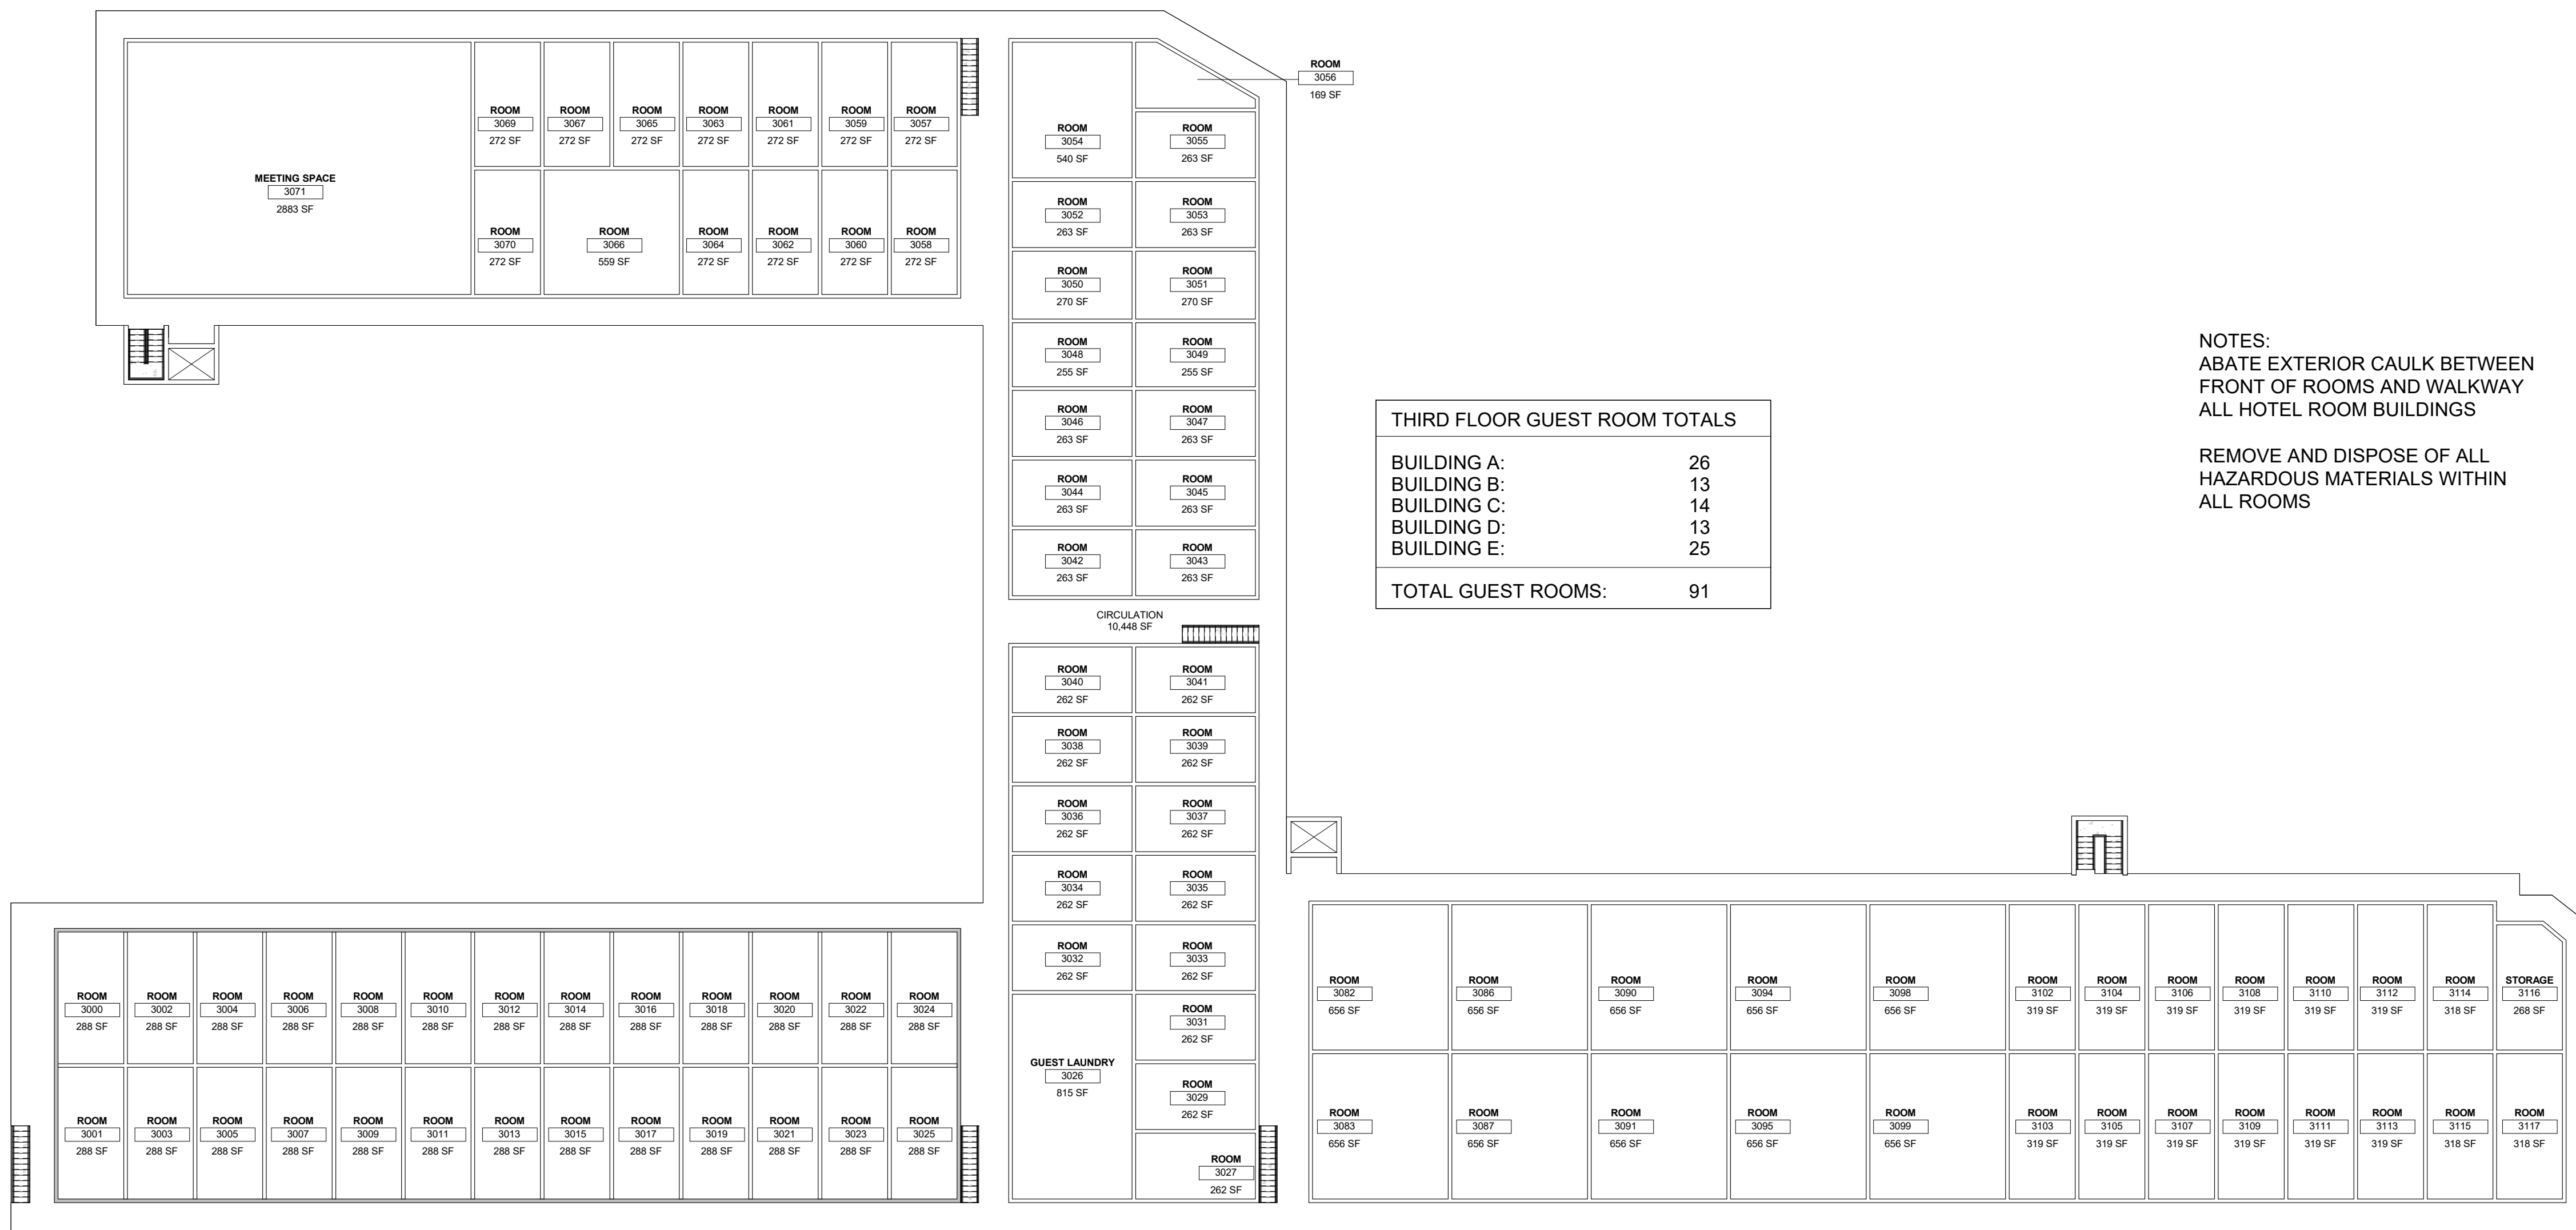 ROOM
3069
272 SF
ROOM
3067
272 SF
ROOM
3065
272 SF
ROOM
3063
272 SF
ROOM
3061
272 SF
ROOM
3059
272 SF
ROOM
3057
272 SF
MEETING SPACE
3071
2883 SF
ROOM
3070
272 SF
ROOM
3066
559 SF
ROOM
3064
272 SF
ROOM
3062
272 SF
ROOM
3060
272 SF
ROOM
3058
272 SF
ROOM
3056
169 SF
ROOM
3054
540 SF
ROOM
3055
263 SF
ROOM
3052
263 SF
ROOM
3053
263 SF
ROOM
3050
270 SF
ROOM
3051
270 SF
ROOM
3048
255 SF
ROOM
3049
255 SF
ROOM
3046
263 SF
ROOM
3047
263 SF
ROOM
3044
263 SF
ROOM
3045
263 SF
ROOM
3042
263 SF
ROOM
3043
263 SF
CIRCULATION
10,448 SF
ROOM
3040
262 SF
ROOM
3041
262 SF
ROOM
3038
262 SF
ROOM
3039
262 SF
ROOM
3036
262 SF
ROOM
3037
262 SF
ROOM
3034
262 SF
ROOM
3035
262 SF
ROOM
3032
262 SF
ROOM
3033
262 SF
ROOM
3031
262 SF
GUEST LAUNDRY
3026
815 SF
ROOM
3029
262 SF
ROOM
3027
262 SF
THIRD FLOOR GUEST ROOM TOTALS
BUILDING A: 26
BUILDING B: 13
BUILDING C: 14
BUILDING D: 13
BUILDING E: 25
TOTAL GUEST ROOMS: 91
NOTES:
ABATE EXTERIOR CAULK BETWEEN
FRONT OF ROOMS AND WALKWAY
ALL HOTEL ROOM BUILDINGS
REMOVE AND DISPOSE OF ALL
HAZARDOUS MATERIALS WITHIN
ALL ROOMS
ROOM
3000
288 SF
ROOM
3002
288 SF
ROOM
3004
288 SF
ROOM
3006
288 SF
ROOM
3008
288 SF
ROOM
3010
288 SF
ROOM
3012
288 SF
ROOM
3014
288 SF
ROOM
3016
288 SF
ROOM
3018
288 SF
ROOM
3020
288 SF
ROOM
3022
288 SF
ROOM
3024
288 SF
ROOM
3001
288 SF
ROOM
3003
288 SF
ROOM
3005
288 SF
ROOM
3007
288 SF
ROOM
3009
288 SF
ROOM
3011
288 SF
ROOM
3013
288 SF
ROOM
3015
288 SF
ROOM
3017
288 SF
ROOM
3019
288 SF
ROOM
3021
288 SF
ROOM
3023
288 SF
ROOM
3025
288 SF
ROOM
3082
656 SF
ROOM
3086
656 SF
ROOM
3090
656 SF
ROOM
3094
656 SF
ROOM
3098
656 SF
ROOM
3102
319 SF
ROOM
3104
319 SF
ROOM
3106
319 SF
ROOM
3108
319 SF
ROOM
3110
319 SF
ROOM
3112
319 SF
ROOM
3114
318 SF
STORAGE
3116
268 SF
ROOM
3083
656 SF
ROOM
3087
656 SF
ROOM
3091
656 SF
ROOM
3095
656 SF
ROOM
3099
656 SF
ROOM
3103
319 SF
ROOM
3105
319 SF
ROOM
3107
319 SF
ROOM
3109
319 SF
ROOM
3111
319 SF
ROOM
3113
319 SF
ROOM
3115
318 SF
ROOM
3117
318 SF